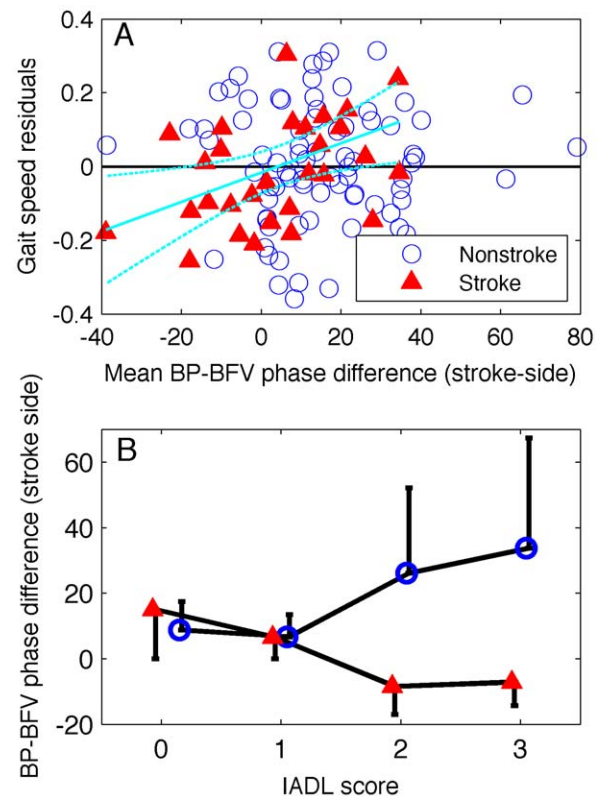 A
0.4
0.2
0
-0.2
-0.4
Gait speed residuals
Nonstroke
Stroke
-40 -20 0 20 40 60 80
Mean BP-BFV phase difference (stroke-side)
B
60
40
20
0
-20
BP-BFV phase difference (stroke side)
0 1 2 3
IADL score